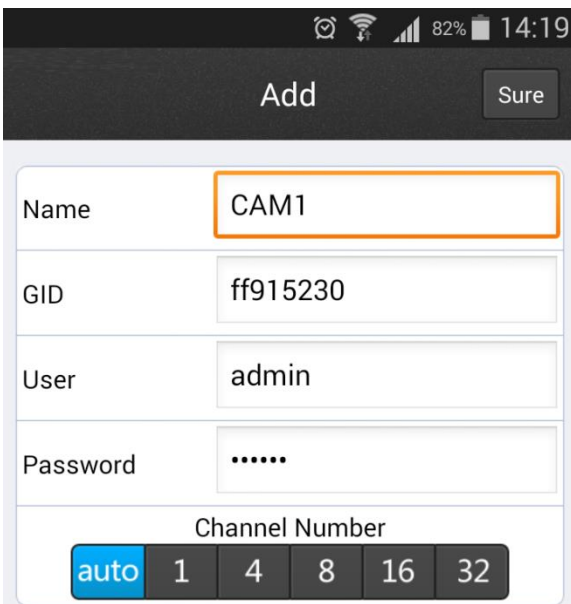 82% 14:19
Add Sure
Name CAM1
GID ff915230
User admin
Password ••••••
Channel Number
auto 1 4 8 16 32